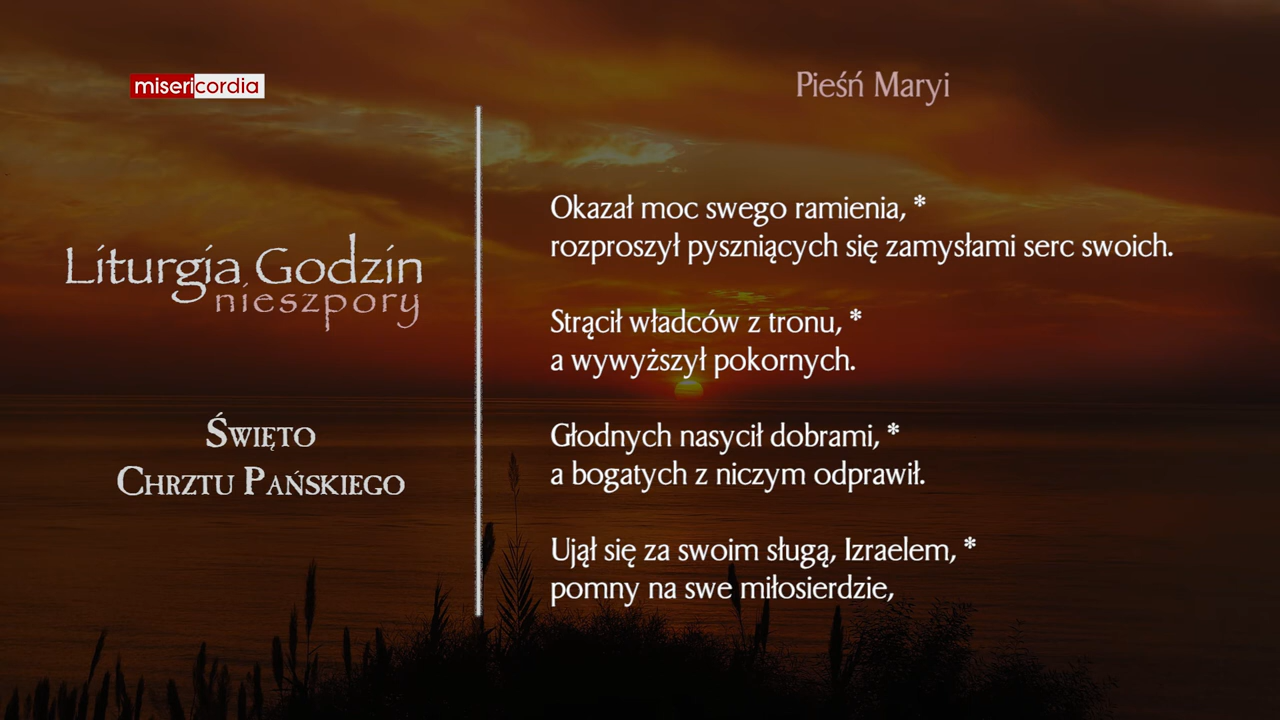 misericordia
Pieśń Maryi
Liturgia Godzin
nieszpory
Święto
Chrztu Pańskiego
Okazał moc swego ramienia, *
rozproszył pyszniących się zamysłami serc swoich.
Strącił władców z tronu, *
a wywyższył pokornych.
Głodnych nasycił dobrami, *
a bogatych z niczym odprawił.
Ujął się za swoim sługą, Izraelem, *
pomny na swe miłosierdzie,